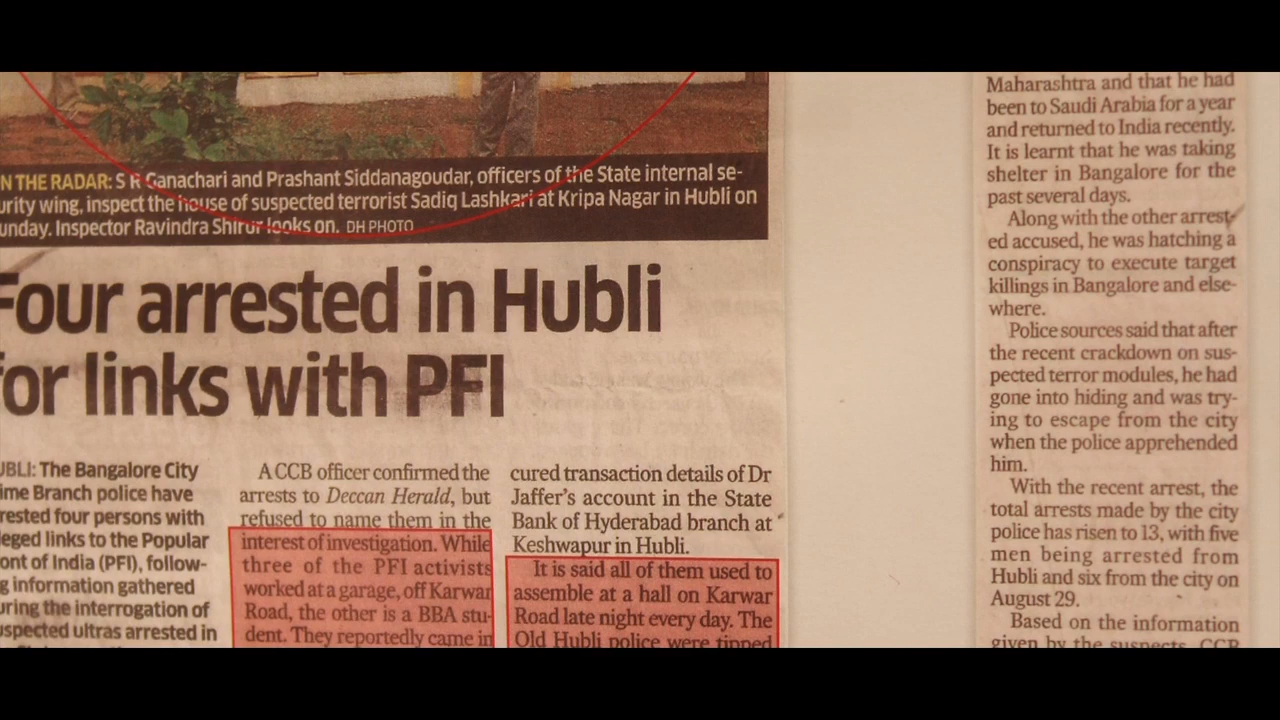 N THE RADAR: S R Ganachari and Prashant Siddanagoudar, officers of the State internal se-
urity wing, inspect the house of suspected terrorist Sadiq Lashkari at Kripa Nagar in Hubli on
unday. Inspector Ravindra Shirur looks on. DH PHOTO
Four arrested in Hubli
for links with PFI
UBLI: The Bangalore City
ime Branch police have
rested four persons with
leged links to the Popular
ont of India (PFI), follow-
g information gathered
uring the interrogation of
uspected ultras arrested in
A CCB officer confirmed the
arrests to Deccan Herald, but
refused to name them in the
interest of investigation. While
three of the PFI activists
worked at a garage, off Karwar
Road, the other is a BBA stu-
dent. They reportedly came in
cured transaction details of Dr
Jaffer's account in the State
Bank of Hyderabad branch at
Keshwapur in Hubli.
It is said all of them used to
assemble at a hall on Karwar
Road late night every day. The
Old Hubli police were tipped
Maharashtra and that he had
been to Saudi Arabia for a year
and returned to India recently.
It is learnt that he was taking
shelter in Bangalore for the
past several days.
Along with the other arrest-
ed accused, he was hatching a
conspiracy to execute target
killings in Bangalore and else-
where.
Police sources said that after
the recent crackdown on sus-
pected terror modules, he had
gone into hiding and was try-
ing to escape from the city
when the police apprehended
him.
With the recent arrest, the
total arrests made by the city
police has risen to 13, with five
men being arrested from
Hubli and six from the city on
August 29.
Based on the information
given by the suspects, CCB